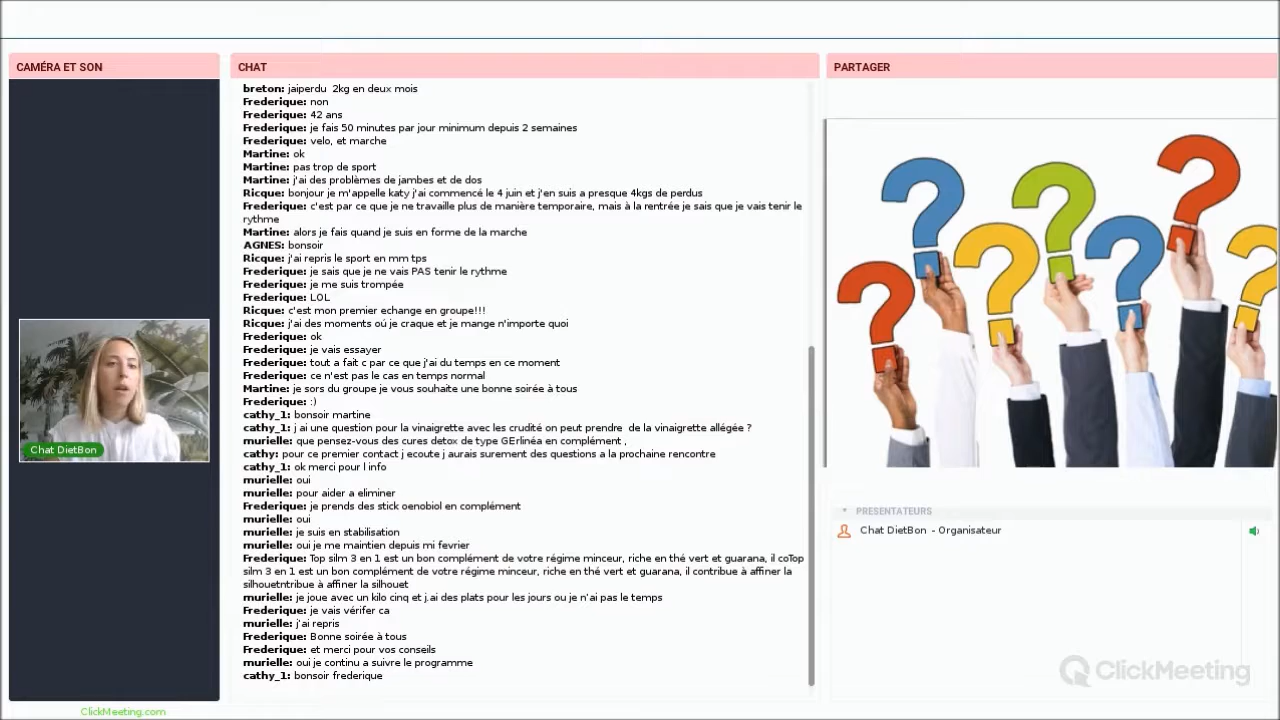 CAMÉRA ET SON
CHAT
PARTAGER
breton: jaiperdu 2kg en deux mois
Frederique: non
Frederique: 42 ans
Frederique: je fais 50 minutes par jour minimum depuis 2 semaines
Frederique: velo, et marche
Martine: ok
Martine: pas trop de sport
Martine: j'ai des problèmes de jambes et de dos
Ricque: bonjour je m'appelle katy j'ai commencé le 4 juin et j'en suis a presque 4kgs de perdus
Frederique: c'est par ce que je ne travaille plus de manière temporaire, mais à la rentrée je sais que je vais tenir le
rythme
Martine: alors je fais quand je suis en forme de la marche
AGNES: bonsoir
Ricque: j'ai repris le sport en mm tps
Frederique: je sais que je ne vais PAS tenir le rythme
Frederique: je me suis trompée
Frederique: LOL
Ricque: c'est mon premier echange en groupe!!!
Ricque: j'ai des moments oú je craque et je mange n'importe quoi
Frederique: ok
Frederique: je vais essayer
Frederique: tout a fait c par ce que j'ai du temps en ce moment
Frederique: ce n'est pas le cas en temps normal
Martine: je sors du groupe je vous souhaite une bonne soirée à tous
Frederique: :)
cathy_1: bonsoir martine
cathy_1: j ai une question pour la vinaigrette avec les crudité on peut prendre de la vinaigrette allégée ?
murielle: que pensez-vous des cures detox de type GErlinéa en complément ,
cathy: pour ce premier contact j ecoute j aurais surement des questions a la prochaine rencontre
cathy_1: ok merci pour l info
murielle: oui
murielle: pour aider a eliminer
Frederique: je prends des stick oenobiol en complément
murielle: oui
murielle: je suis en stabilisation
murielle: oui je me maintien depuis mi fevrier
Frederique: Top silm 3 en 1 est un bon complément de votre régime minceur, riche en thé vert et guarana, il coTop
silm 3 en 1 est un bon complément de votre régime minceur, riche en thé vert et guarana, il contribue à affiner la
silhouetntribue à affiner la silhouet
murielle: je joue avec un kilo cinq et j.ai des plats pour les jours ou je n'ai pas le temps
Frederique: je vais vérifer ca
murielle: j'ai repris
Frederique: Bonne soirée à tous
Frederique: et merci pour vos conseils
murielle: oui je continu a suivre le programme
cathy_1: bonsoir frederique
Chat DietBon
PRESENTATEURS
Chat DietBon - Organisateur
ClickMeeting
ClickMeeting.com